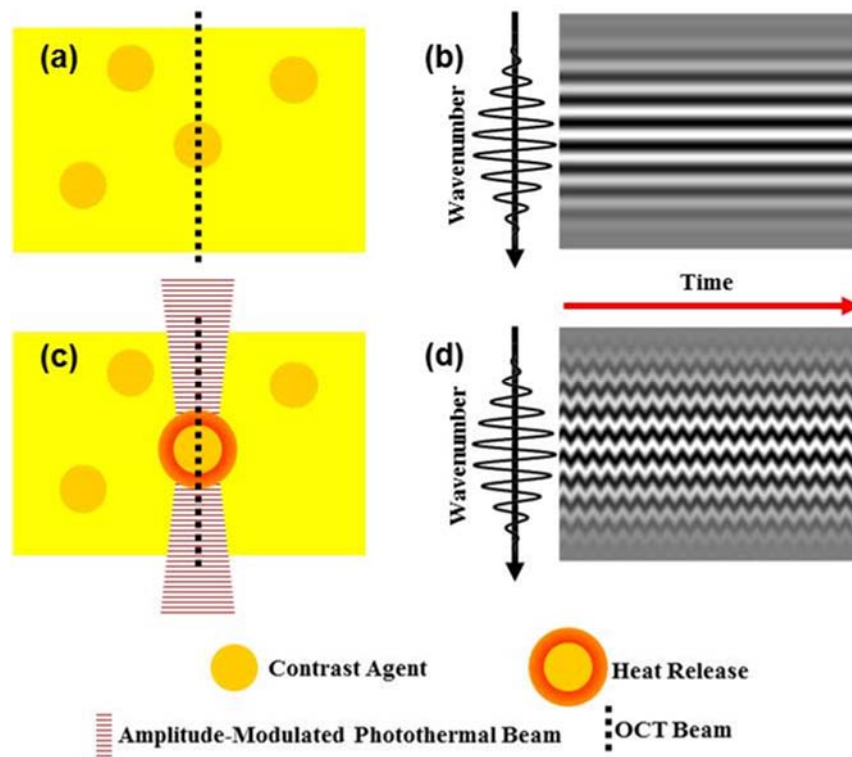 (a)
(b)
Wavenumber
Time
(c)
(d)
Wavenumber
Contrast Agent
Heat Release
Amplitude-Modulated Photothermal Beam
OCT Beam